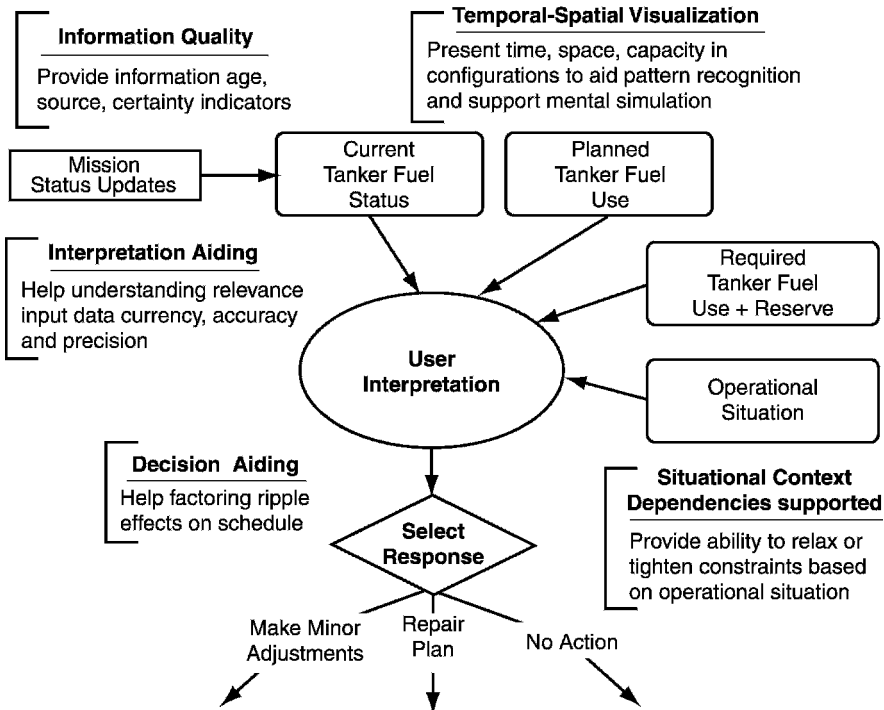 Information Quality
Provide information age,
source, certainty indicators
Temporal-Spatial Visualization
Present time, space, capacity in
configurations to aid pattern recognition
and support mental simulation
Mission
Status Updates
Current
Tanker Fuel
Status
Planned
Tanker Fuel
Use
Interpretation Aiding
Help understanding relevance
input data currency, accuracy
and precision
Required
Tanker Fuel
Use + Reserve
User
Interpretation
Operational
Situation
Decision Aiding
Help factoring ripple
effects on schedule
Select
Response
Situational Context
Dependencies supported
Provide ability to relax or
tighten constraints based
on operational situation
Make Minor
Adjustments
Repair
Plan
No Action